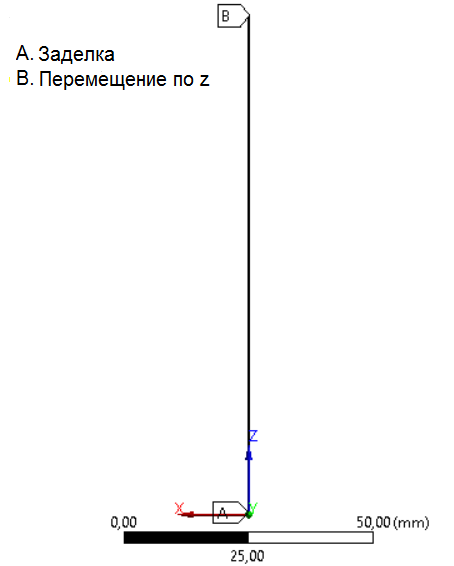 B
A. Заделка
B. Перемещение по z
Z
X
A
Y
0,00
50,00 (mm)
25,00